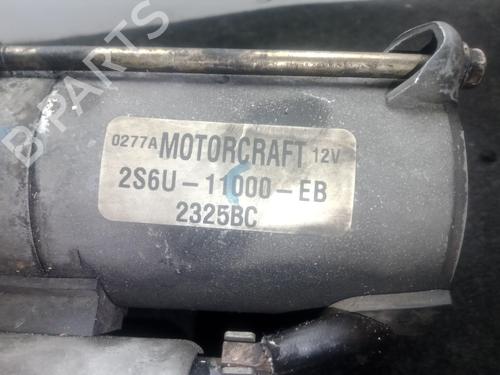 B-PARTS
0277A MOTORCRAFT 12V
2S6U-11000-EB
2325BC